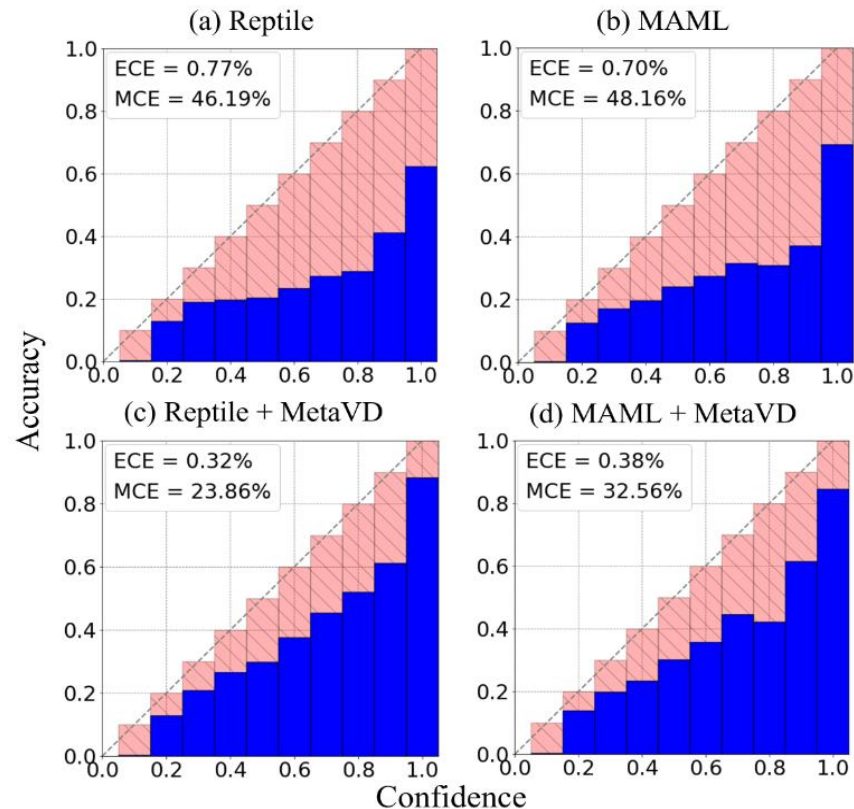 (a) Reptile
(b) MAML
ECE = 0.77%
MCE = 46.19%
ECE = 0.70%
MCE = 48.16%
1.0
0.8
0.6
0.4
0.2
0.0
0.0 0.2 0.4 0.6 0.8 1.0
1.0
0.8
0.6
0.4
0.2
0.0
0.0 0.2 0.4 0.6 0.8 1.0
Accuracy
(c) Reptile + MetaVD
(d) MAML + MetaVD
ECE = 0.32%
MCE = 23.86%
ECE = 0.38%
MCE = 32.56%
1.0
0.8
0.6
0.4
0.2
0.0
0.0 0.2 0.4 0.6 0.8 1.0
1.0
0.8
0.6
0.4
0.2
0.0
0.0 0.2 0.4 0.6 0.8 1.0
Confidence